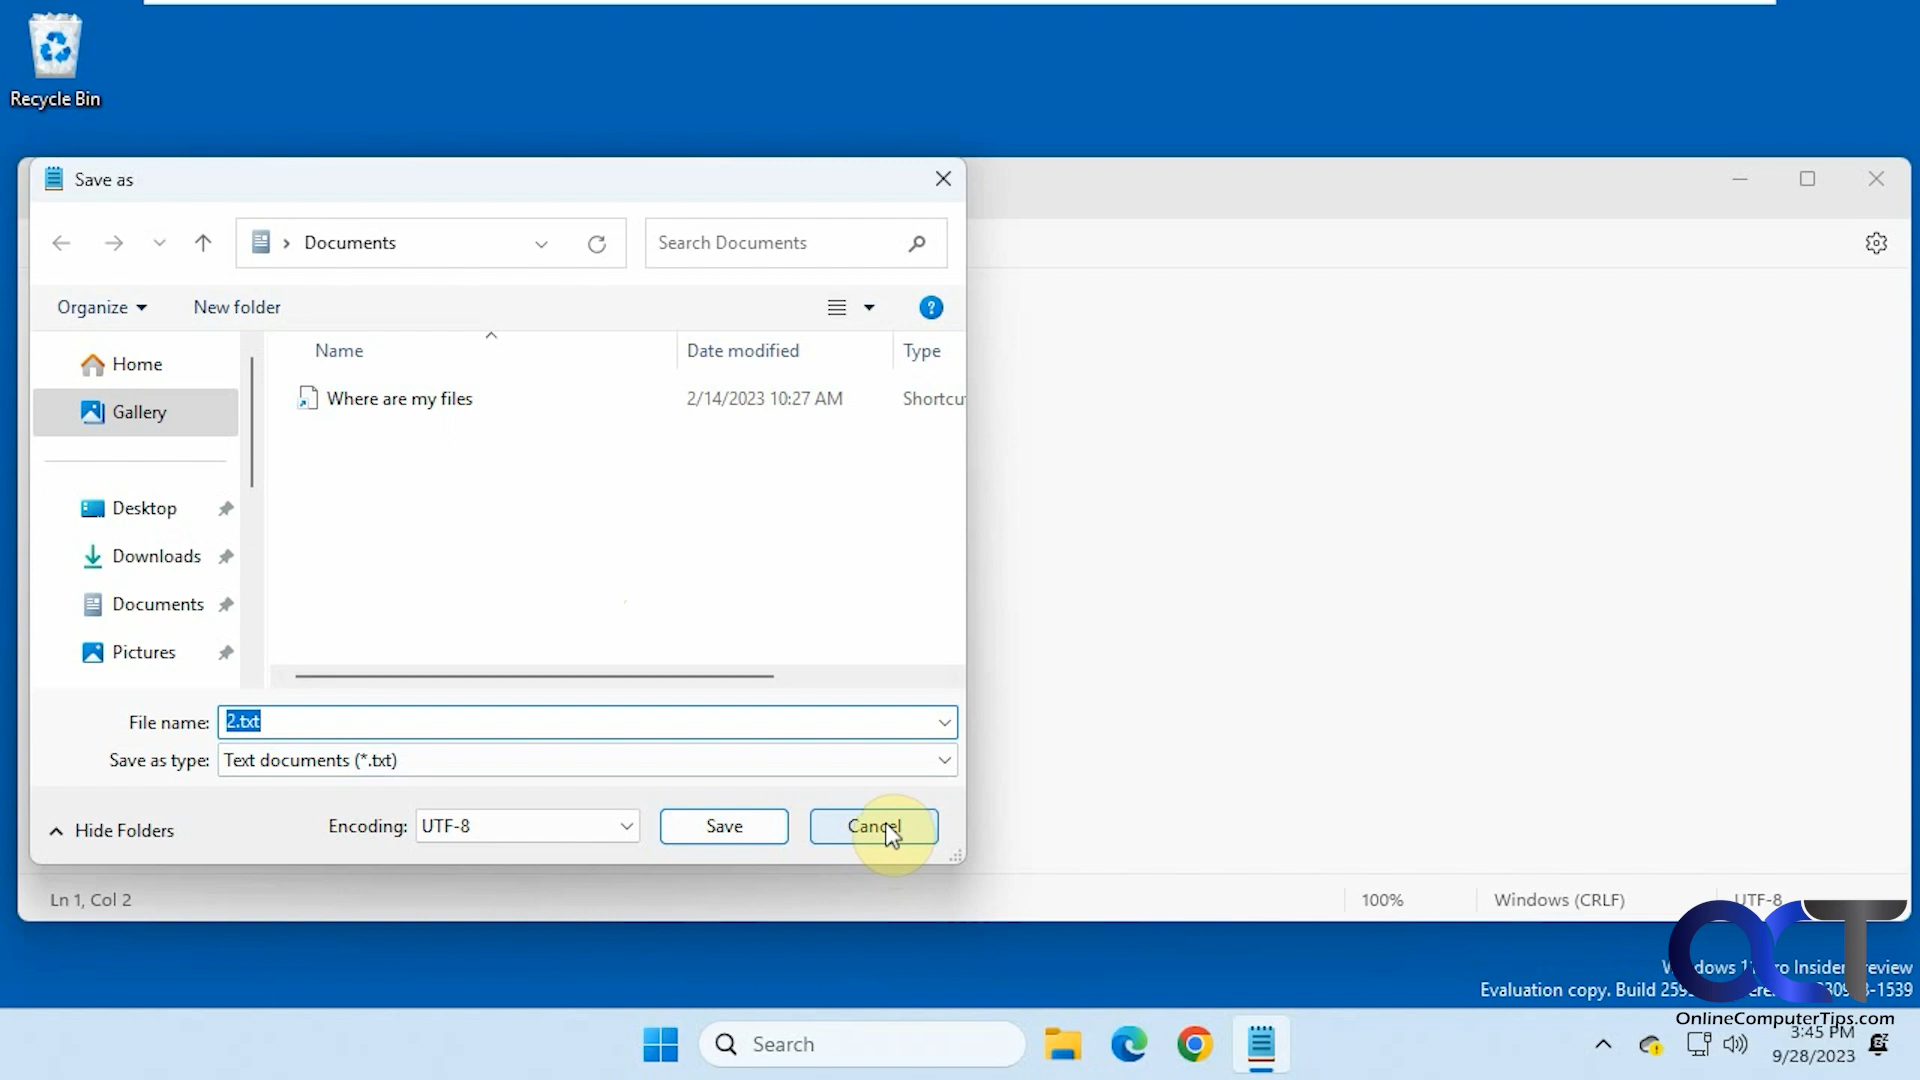 Recycle Bin
Save as
Documents
Search Documents
Organize
New folder
?
Name
Date modified
Type
Home
Gallery
Where are my files
2/14/2023 10:27 AM
Shortcu
Desktop
Downloads
Documents
Pictures
File name:
2.txt
Save as type:
Text documents (*.txt)
Hide Folders
Encoding:
UTF-8
Save
Cancel
Ln 1, Col 2
100%
Windows (CRLF)
UTF-8
OCT
Insider
Evaluation copy. Build
OnlineComputerTips.com
Search
3:45 PM
9/28/2023